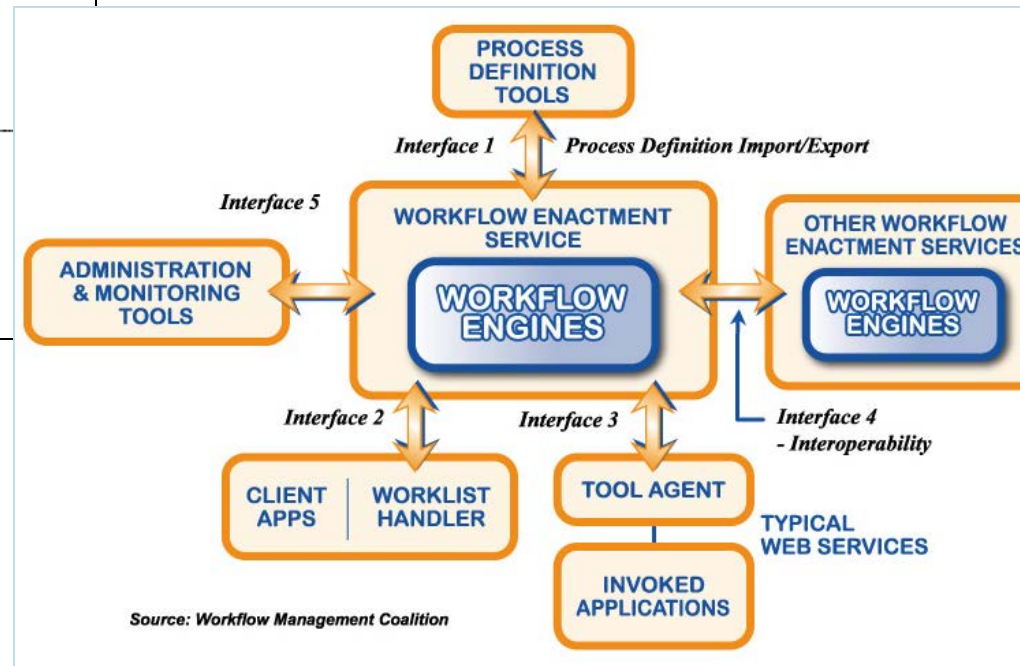 PROCESS
DEFINITION
TOOLS
Interface 1
Process Definition Import/Export
Interface 5
WORKFLOW ENACTMENT
SERVICE
WORKFLOW
ENGINES
OTHER WORKFLOW
ENACTMENT SERVICES
WORKFLOW
ENGINES
ADMINISTRATION
& MONITORING
TOOLS
Interface 2
Interface 3
Interface 4
- Interoperability
CLIENT
APPS
WORKLIST
HANDLER
TOOL AGENT
TYPICAL
WEB SERVICES
INVOKED
APPLICATIONS
Source: Workflow Management Coalition